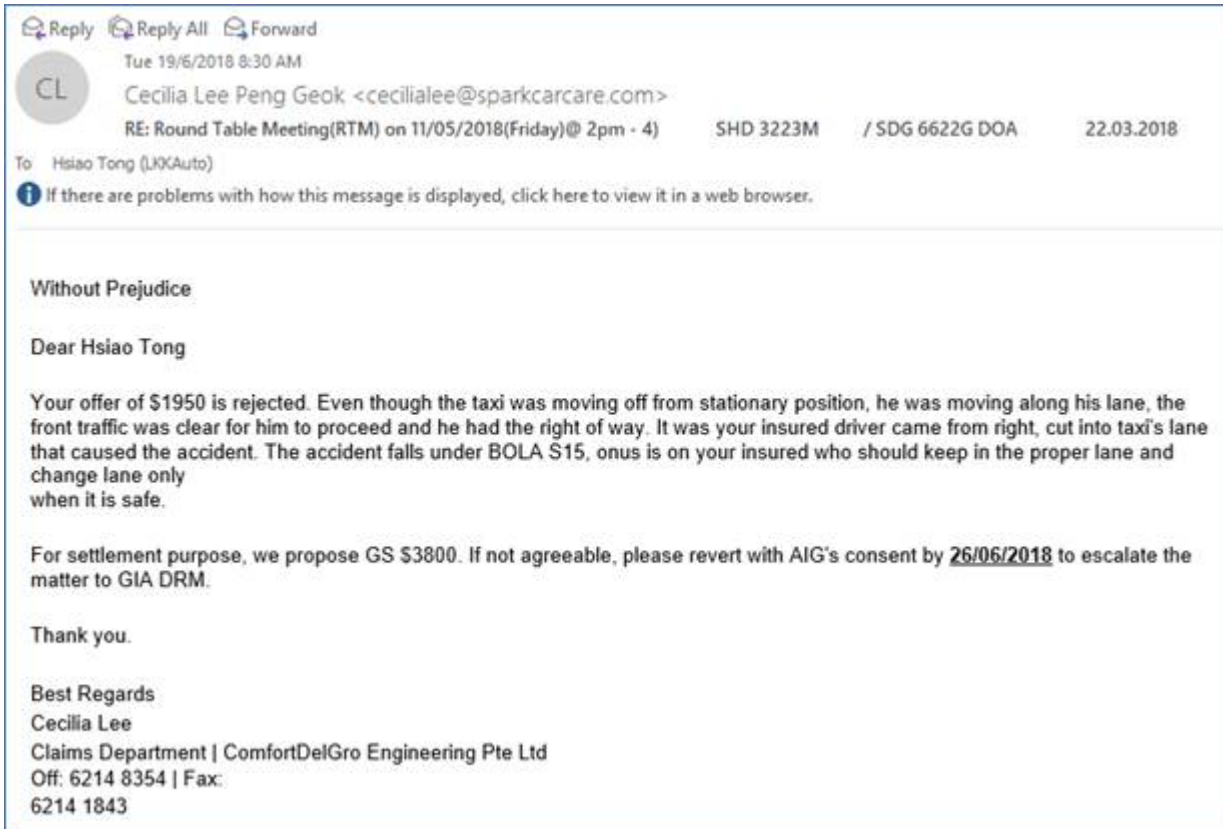 Reply Reply All Forward
Tue 19/6/2018 8:30 AM
CL
Cecilia Lee Peng Geok <cecilialee@sparkcarcare.com>
RE: Round Table Meeting(RTM) on 11/05/2018(Friday)@ 2pm - 4) SHD 3223M / SDG 6622G DOA 22.03.2018
To Hsiao Tong (LKKAuto)
If there are problems with how this message is displayed, click here to view it in a web browser.
Without Prejudice
Dear Hsiao Tong
Your offer of $1950 is rejected. Even though the taxi was moving off from stationary position, he was moving along his lane, the
front traffic was clear for him to proceed and he had the right of way. It was your insured driver came from right, cut into taxi's lane
that caused the accident. The accident falls under BOLA S15, onus is on your insured who should keep in the proper lane and
change lane only
when it is safe.
For settlement purpose, we propose GS $3800. If not agreeable, please revert with AIG's consent by 26/06/2018 to escalate the
matter to GIA DRM.
Thank you.
Best Regards
Cecilia Lee
Claims Department | ComfortDelGro Engineering Pte Ltd
Off: 6214 8354 | Fax:
6214 1843